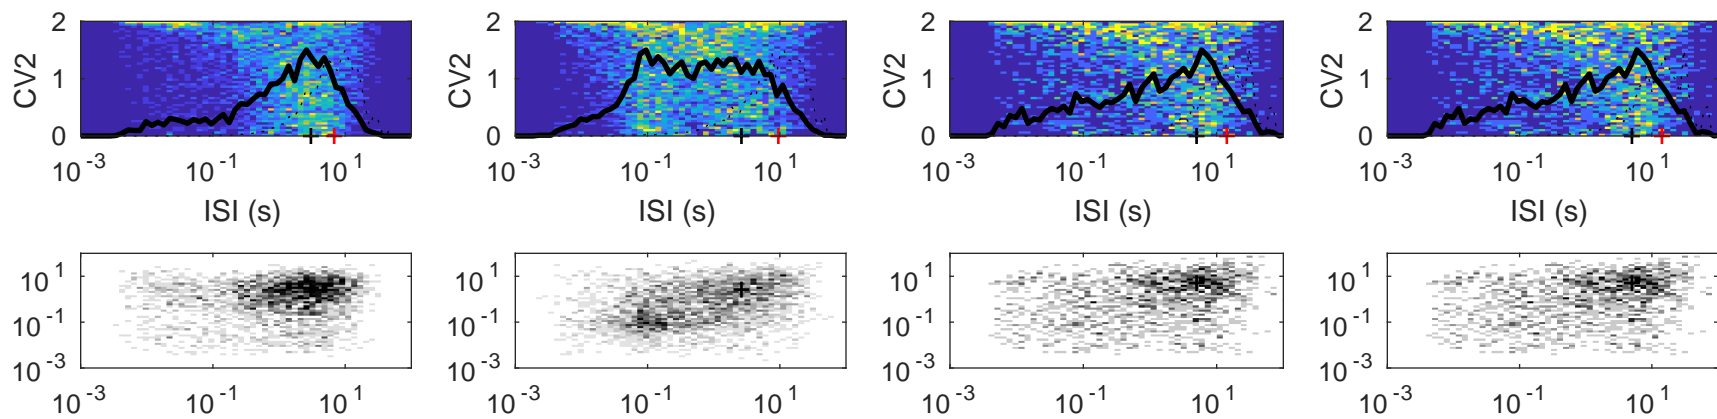 2 2 2 2
CV2 CV2 CV2 CV2
1 1 1 1
0 0 0 0
10^-3 10^-1 10^1 10^-3 10^-1 10^1 10^-3 10^-1 10^1 10^-3 10^-1 10^1
ISI (s) ISI (s) ISI (s) ISI (s)
10^1 10^1 10^1 10^1
10^-1 10^-1 10^-1 10^-1
10^-3 10^-3 10^-3 10^-3
10^-3 10^-1 10^1 10^-3 10^-1 10^1 10^-3 10^-1 10^1 10^-3 10^-1 10^1